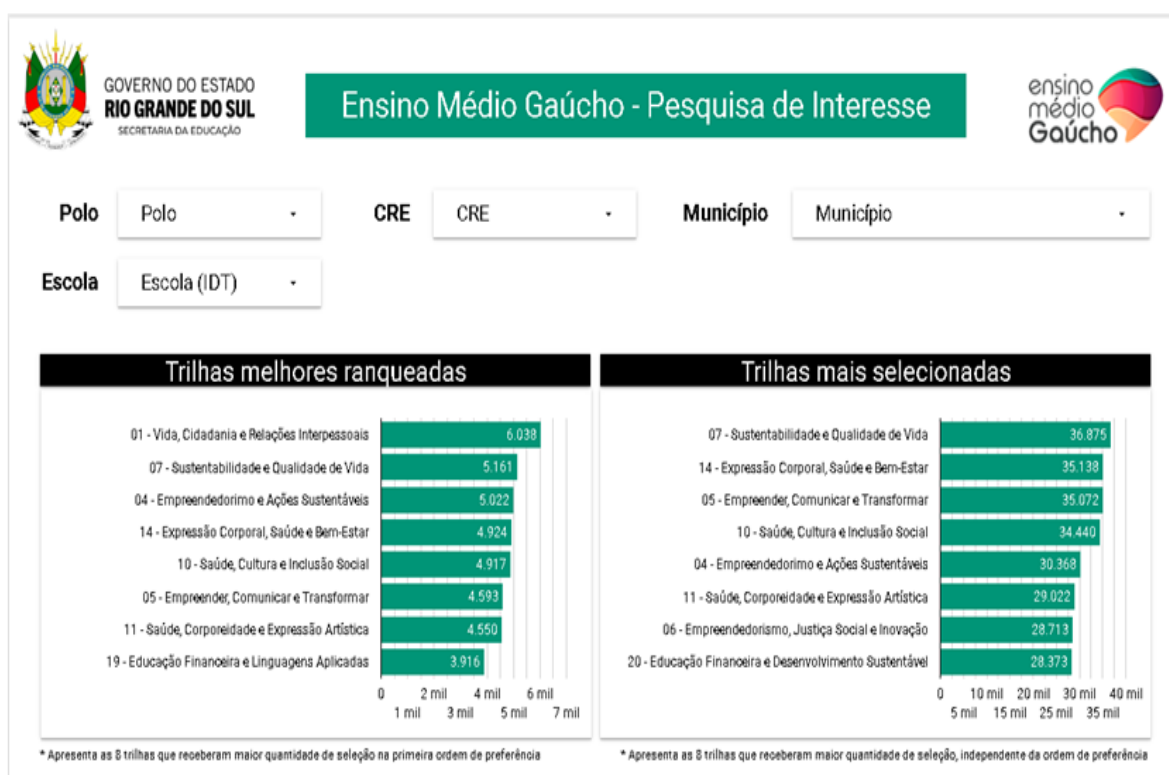 GOVERNO DO ESTADO
RIO GRANDE DO SUL
SECRETARIA DA EDUCAÇÃO
Ensino Médio Gaúcho - Pesquisa de Interesse
ensino
médio
Gaúcho
Polo
Polo
CRE
CRE
Município
Município
Escola
Escola (IDT)
Trilhas melhores ranqueadas
01 - Vida, Cidadania e Relações Interpessoais 6.038
07 - Sustentabilidade e Qualidade de Vida 5.161
04 - Empreendedorimo e Ações Sustentáveis 5.022
14 - Expressão Corporal, Saúde e Bem-Estar 4.924
10 - Saúde, Cultura e Inclusão Social 4.917
05 - Empreender, Comunicar e Transformar 4.593
11 - Saúde, Corporeidade e Expressão Artística 4.550
19 - Educação Financeira e Linguagens Aplicadas 3.916
0 2 mil 4 mil 6 mil
1 mil 3 mil 5 mil 7 mil
* Apresenta as 8 trilhas que receberam maior quantidade de seleção na primeira ordem de preferência
Trilhas mais selecionadas
07 - Sustentabilidade e Qualidade de Vida 36.875
14 - Expressão Corporal, Saúde e Bem-Estar 35.138
05 - Empreender, Comunicar e Transformar 35.072
10 - Saúde, Cultura e Inclusão Social 34.440
04 - Empreendedorimo e Ações Sustentáveis 30.368
11 - Saúde, Corporeidade e Expressão Artística 29.022
06 - Empreendedorismo, Justiça Social e Inovação 28.713
20 - Educação Financeira e Desenvolvimento Sustentável 28.373
0 10 mil 20 mil 30 mil 40 mil
5 mil 15 mil 25 mil 35 mil
* Apresenta as 8 trilhas que receberam maior quantidade de seleção, independente da ordem de preferência